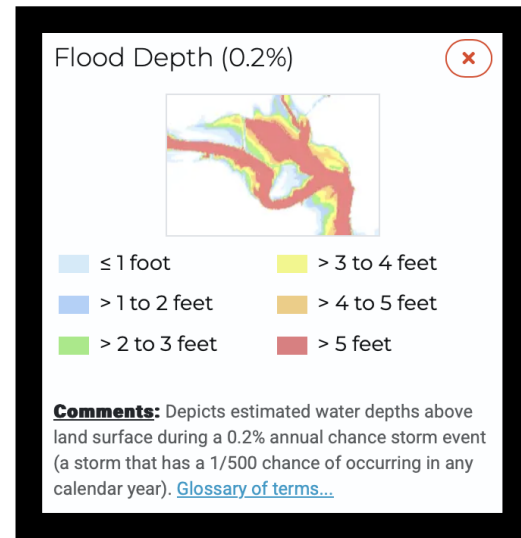 Flood Depth (0.2%)
×
≤ 1 foot
> 3 to 4 feet
> 1 to 2 feet
> 4 to 5 feet
> 2 to 3 feet
> 5 feet
Comments: Depicts estimated water depths above
land surface during a 0.2% annual chance storm event
(a storm that has a 1/500 chance of occurring in any
calendar year). Glossary of terms...